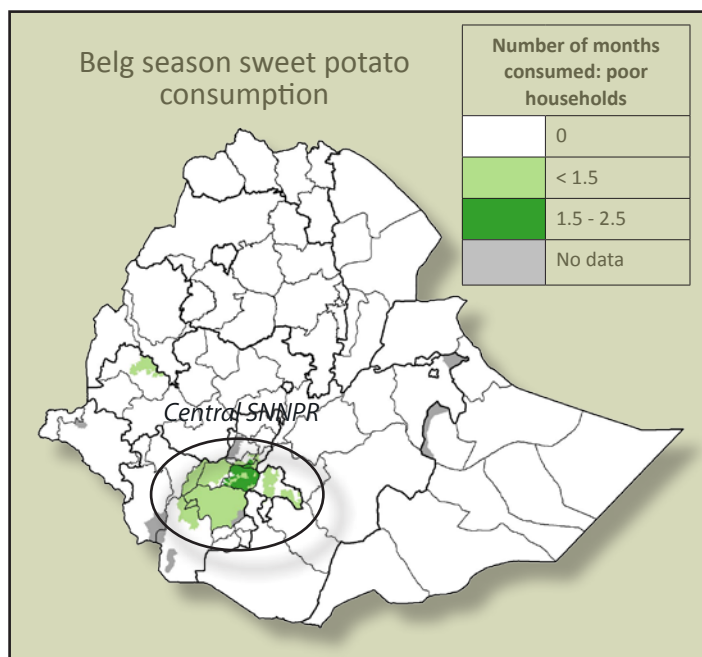 Belg season sweet potato
consumption
Number of months
consumed: poor
households
0
< 1.5
1.5 - 2.5
No data
Central SNNPR